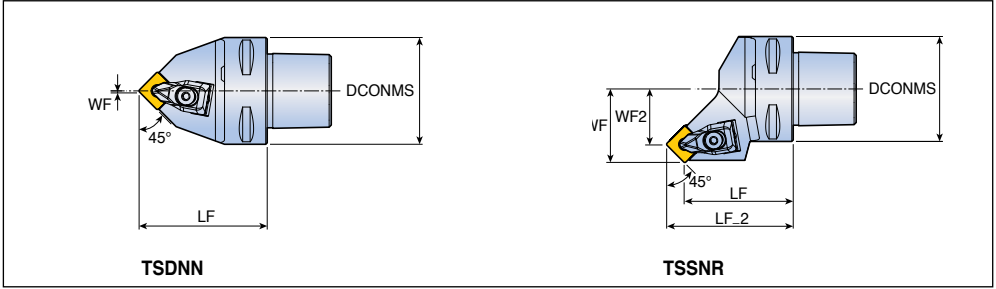 WF
45°
DCONMS
LF
TSDNN
WF
WF2
45°
DCONMS
LF
LF_2
TSSNR